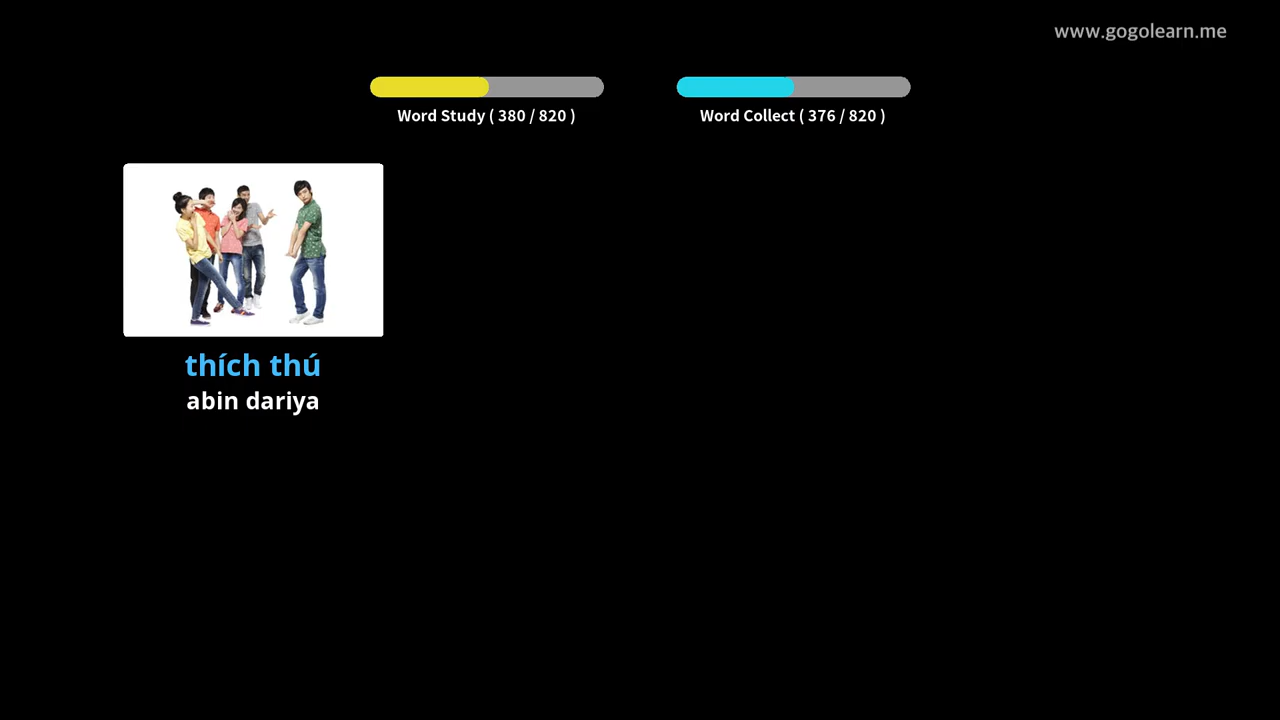 www.gogolearn.me
Word Study ( 380 / 820 )
Word Collect ( 376 / 820 )
thích thú
abin dariya